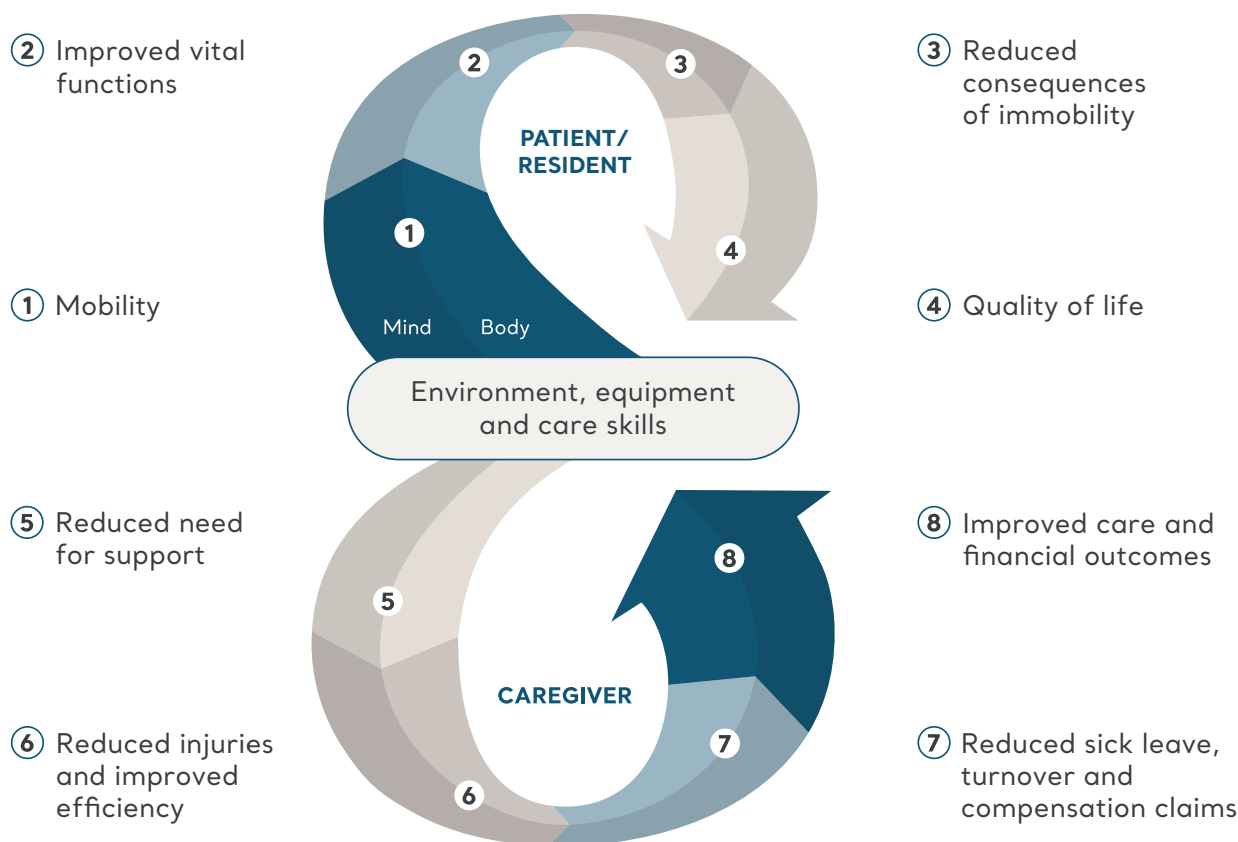 2 Improved vital
functions
2
3
3 Reduced
consequences
of immobility
PATIENT/
RESIDENT
1
4
1 Mobility
Mind Body
4 Quality of life
Environment, equipment
and care skills
5 Reduced need
for support
5
8
8 Improved care and
financial outcomes
CAREGIVER
6 Reduced injuries
and improved
efficiency
6
7
7 Reduced sick leave,
turnover and
compensation claims